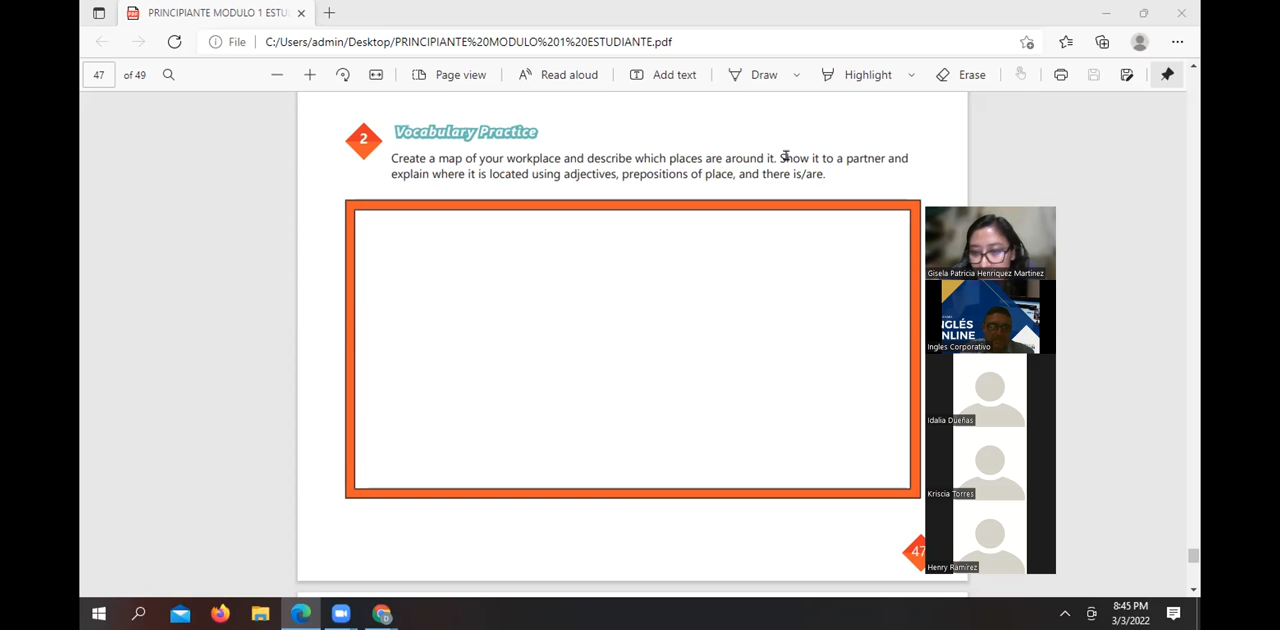 PRINCIPIANTE MODULO 1 ESTU
File
C:/Users/admin/Desktop/PRINCIPIANTE%20MODULO%201%20ESTUDIANTE.pdf
47
of 49
Page view
Read aloud
Add text
Draw
Highlight
Erase
2
Vocabulary Practice
Create a map of your workplace and describe which places are around it. Show it to a partner and
explain where it is located using adjectives, prepositions of place, and there is/are.
Gisela Patricia Henriquez Martinez
INGLÉS
NLINE
Ingles Corporativo
Idalia Dueñas
Kriscia Torres
Henry Ramírez
47
8:45 PM
3/3/2022